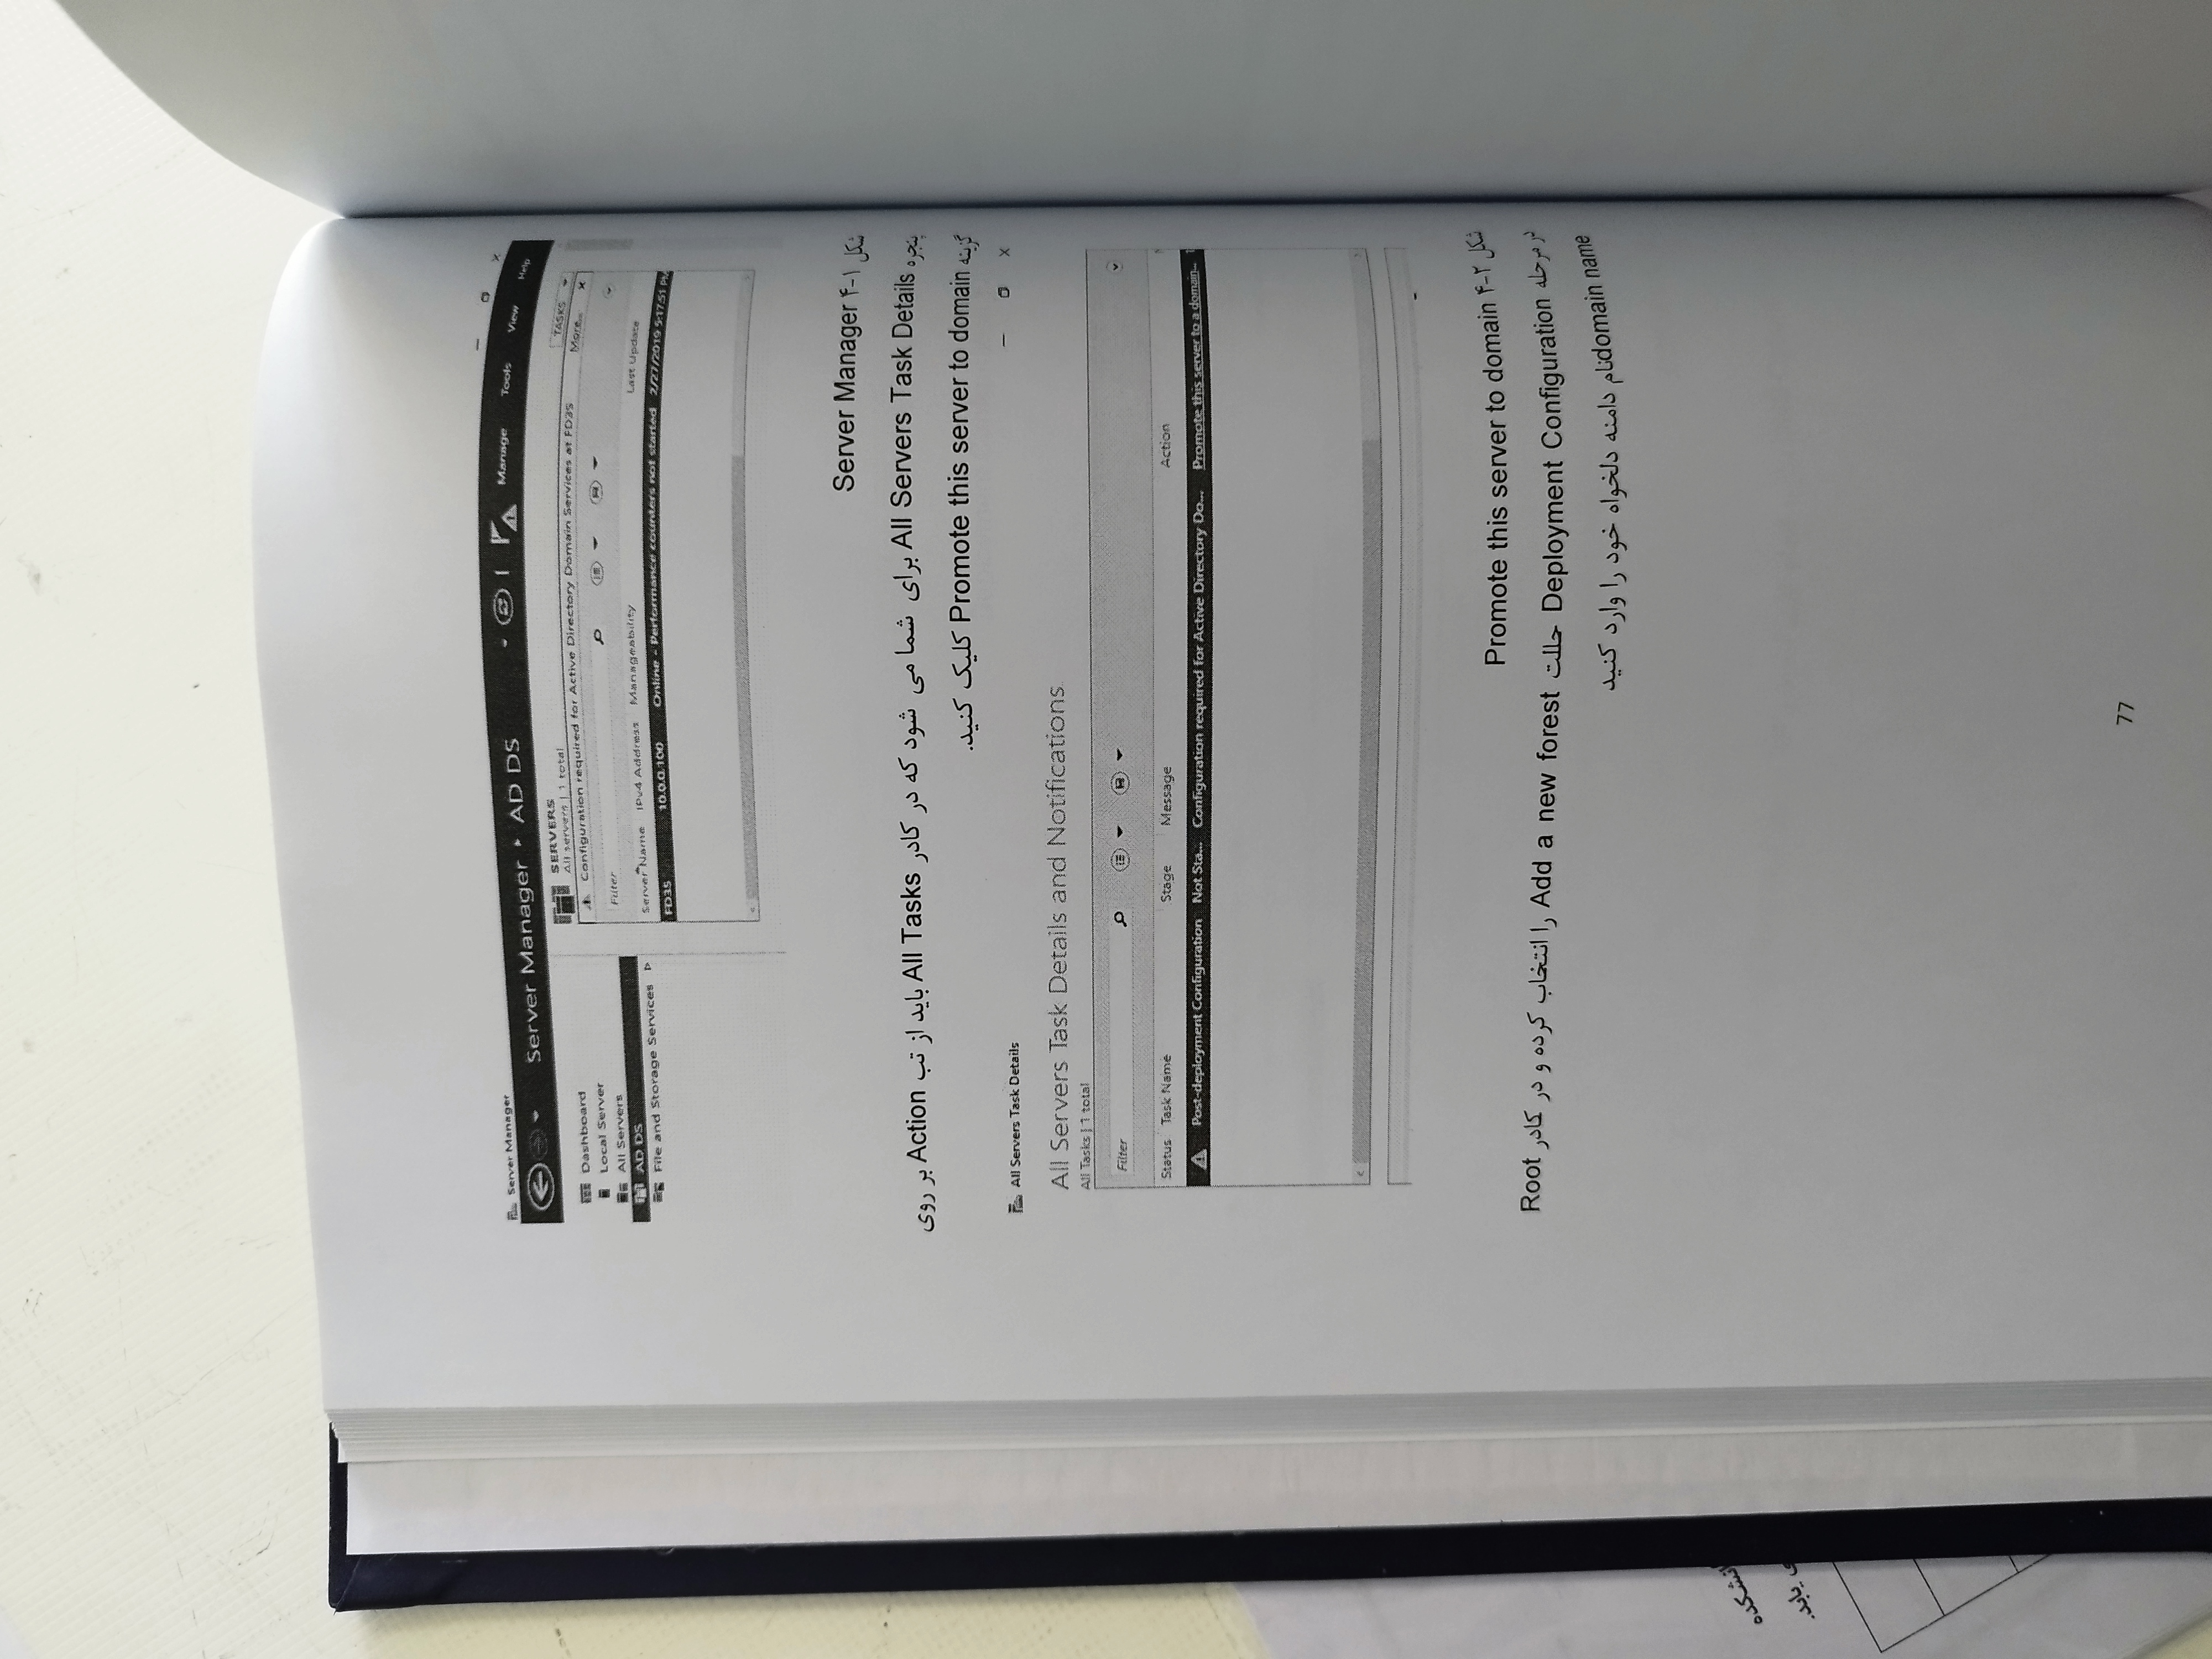 Server Manager
Server Manager ▸ AD DS
Manage Tools View Help
Dashboard
Local Server
All Servers
AD DS
File and Storage Services
SERVERS
All servers | 1 total
TASKS
Configuration required for Active Directory Domain Services at FD3S
More...
Filter
Server Name IPv4 Address Manageability Last Update
FD3S 10.0.0.100 Online - Performance counters not started 2/27/2019 5:17:51 PM
شکل ۴-۱ Server Manager
پنجره All Servers Task Details برای شما می شود که در کادر All Tasks باید از تب Action بر روی
گزینه Promote this server to domain کلیک کنید.
All Servers Task Details
All Servers Task Details and Notifications
All Tasks | 1 total
Filter
Status Task Name Stage Message Action
Post-deployment Configuration Not Sta... Configuration required for Active Directory Do... Promote this server to a domain...
شکل ۴-۲ Promote this server to domain
در مرحله Deployment Configuration حللت Add a new forest را انتخاب کرده و در کادر Root
domain nameنام دامنه دلخواه خود را وارد کنید
77